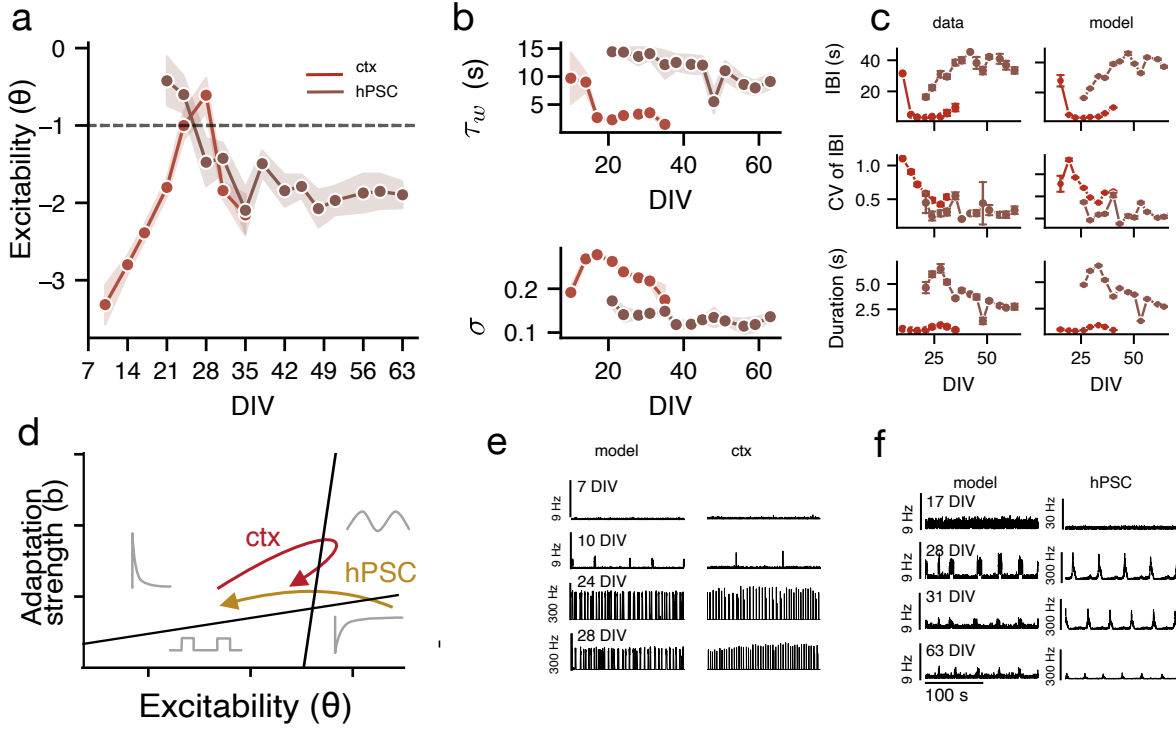 a
0
−1
−2
−3
Excitability (θ)
ctx
hPSC
7 14 21 28 35 42 49 56 63
DIV
b
15
10
5
τw (s)
20 40 60
DIV
0.2
0.1
σ
20 40 60
DIV
c
data model
IBI (s)
40
20
CV of IBI
1.0
0.5
Duration (s)
5.0
2.5
25 50 25 50
DIV DIV
d
Adaptation
strength (b)
ctx
hPSC
Excitability (θ)
e
model ctx
7 DIV
9 Hz
10 DIV
9 Hz
24 DIV
300 Hz
28 DIV
300 Hz
f
model hPSC
17 DIV
9 Hz 30 Hz
28 DIV
9 Hz 300 Hz
31 DIV
9 Hz 300 Hz
63 DIV
9 Hz 300 Hz
100 s